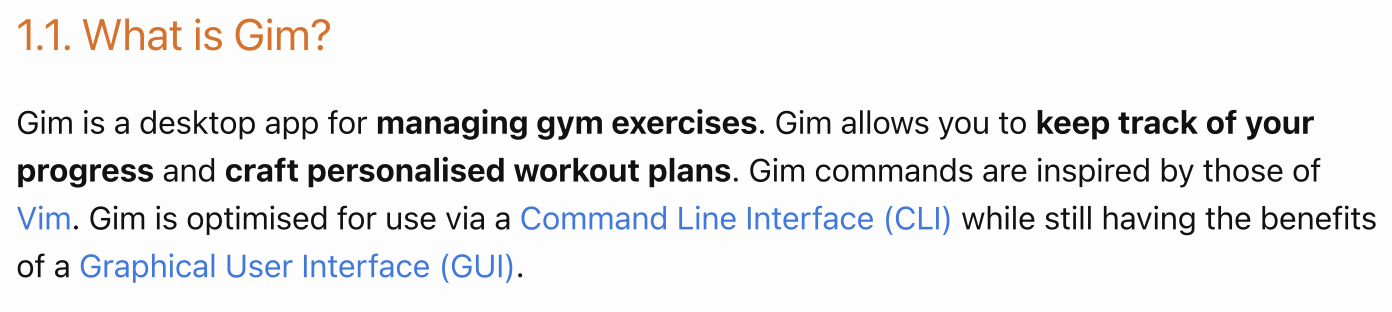 1.1. What is Gim?
Gim is a desktop app for managing gym exercises. Gim allows you to keep track of your
progress and craft personalised workout plans. Gim commands are inspired by those of
Vim. Gim is optimised for use via a Command Line Interface (CLI) while still having the benefits
of a Graphical User Interface (GUI).